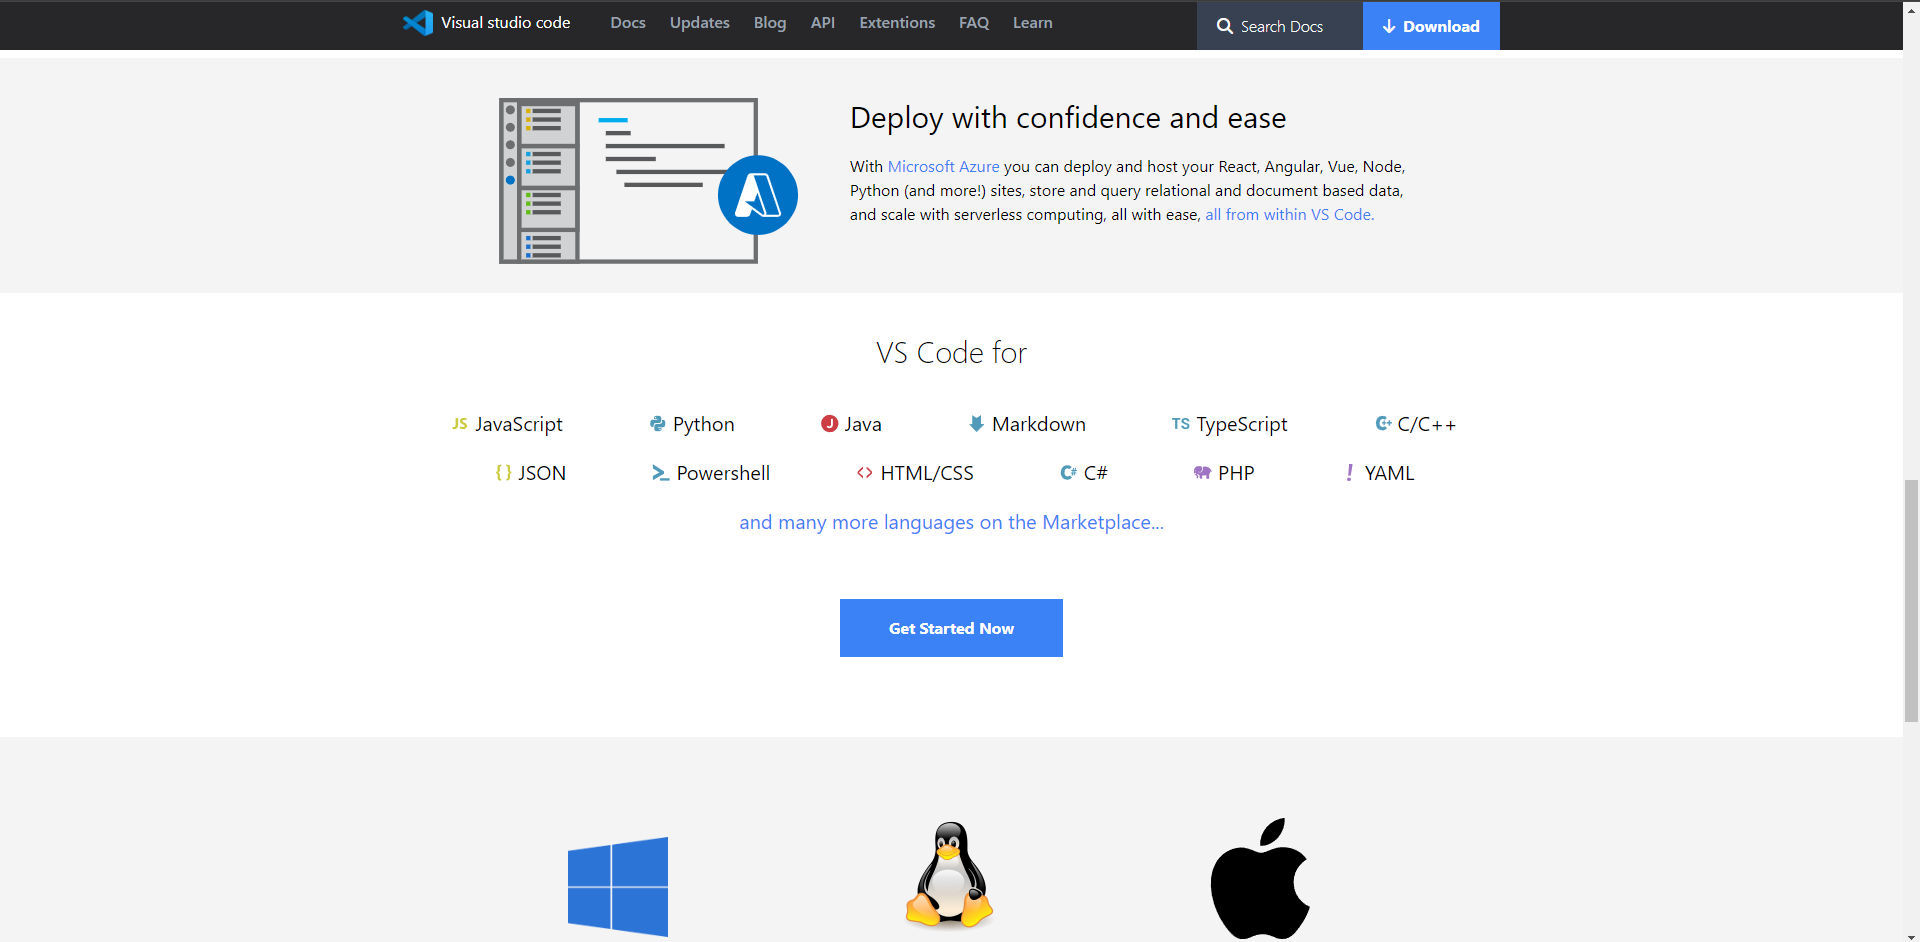 Visual studio code Docs Updates Blog API Extentions FAQ Learn Search Docs Download
Deploy with confidence and ease
With Microsoft Azure you can deploy and host your React, Angular, Vue, Node,
Python (and more!) sites, store and query relational and document based data,
and scale with serverless computing, all with ease, all from within VS Code.
VS Code for
JS JavaScript Python J Java Markdown TS TypeScript C+ C/C++
{} JSON Powershell <> HTML/CSS C# C# PHP ! YAML
and many more languages on the Marketplace...
Get Started Now